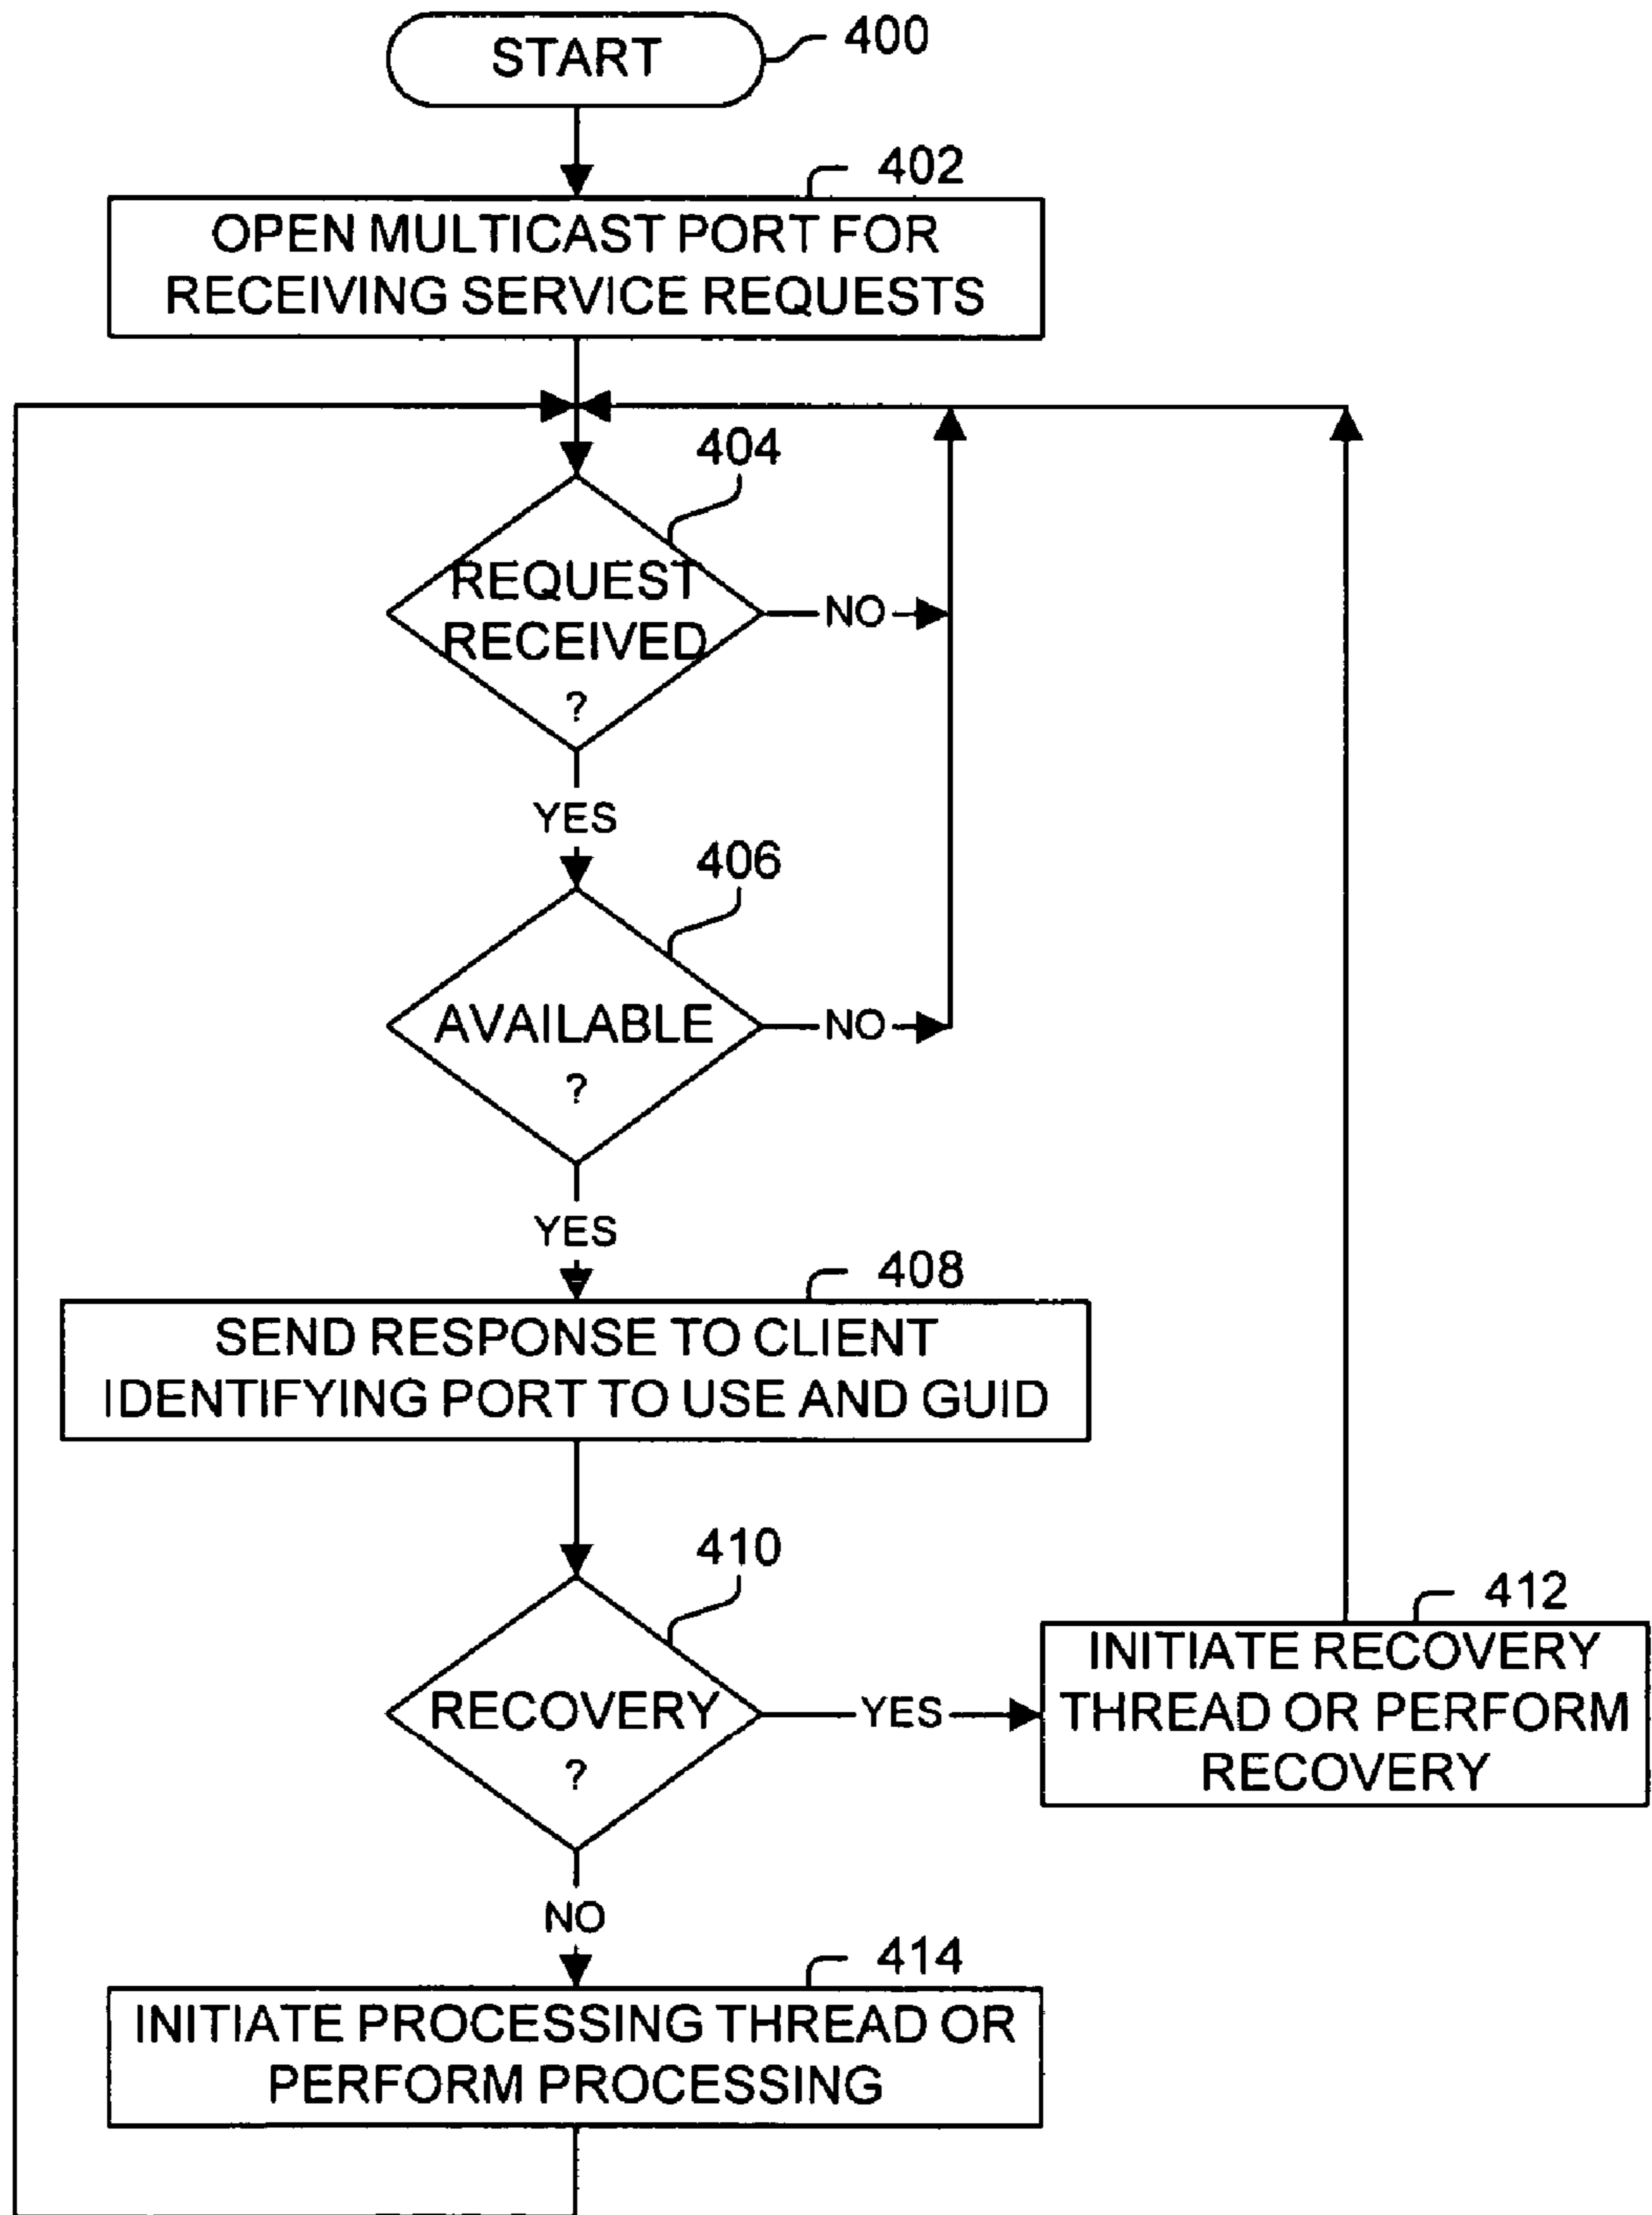 START
400
402
OPEN MULTICAST PORT FOR
RECEIVING SERVICE REQUESTS
404
REQUEST
RECEIVED
?
NO
YES
406
AVAILABLE
?
NO
YES
408
SEND RESPONSE TO CLIENT
IDENTIFYING PORT TO USE AND GUID
410
RECOVERY
?
YES
412
INITIATE RECOVERY
THREAD OR PERFORM
RECOVERY
NO
414
INITIATE PROCESSING THREAD OR
PERFORM PROCESSING